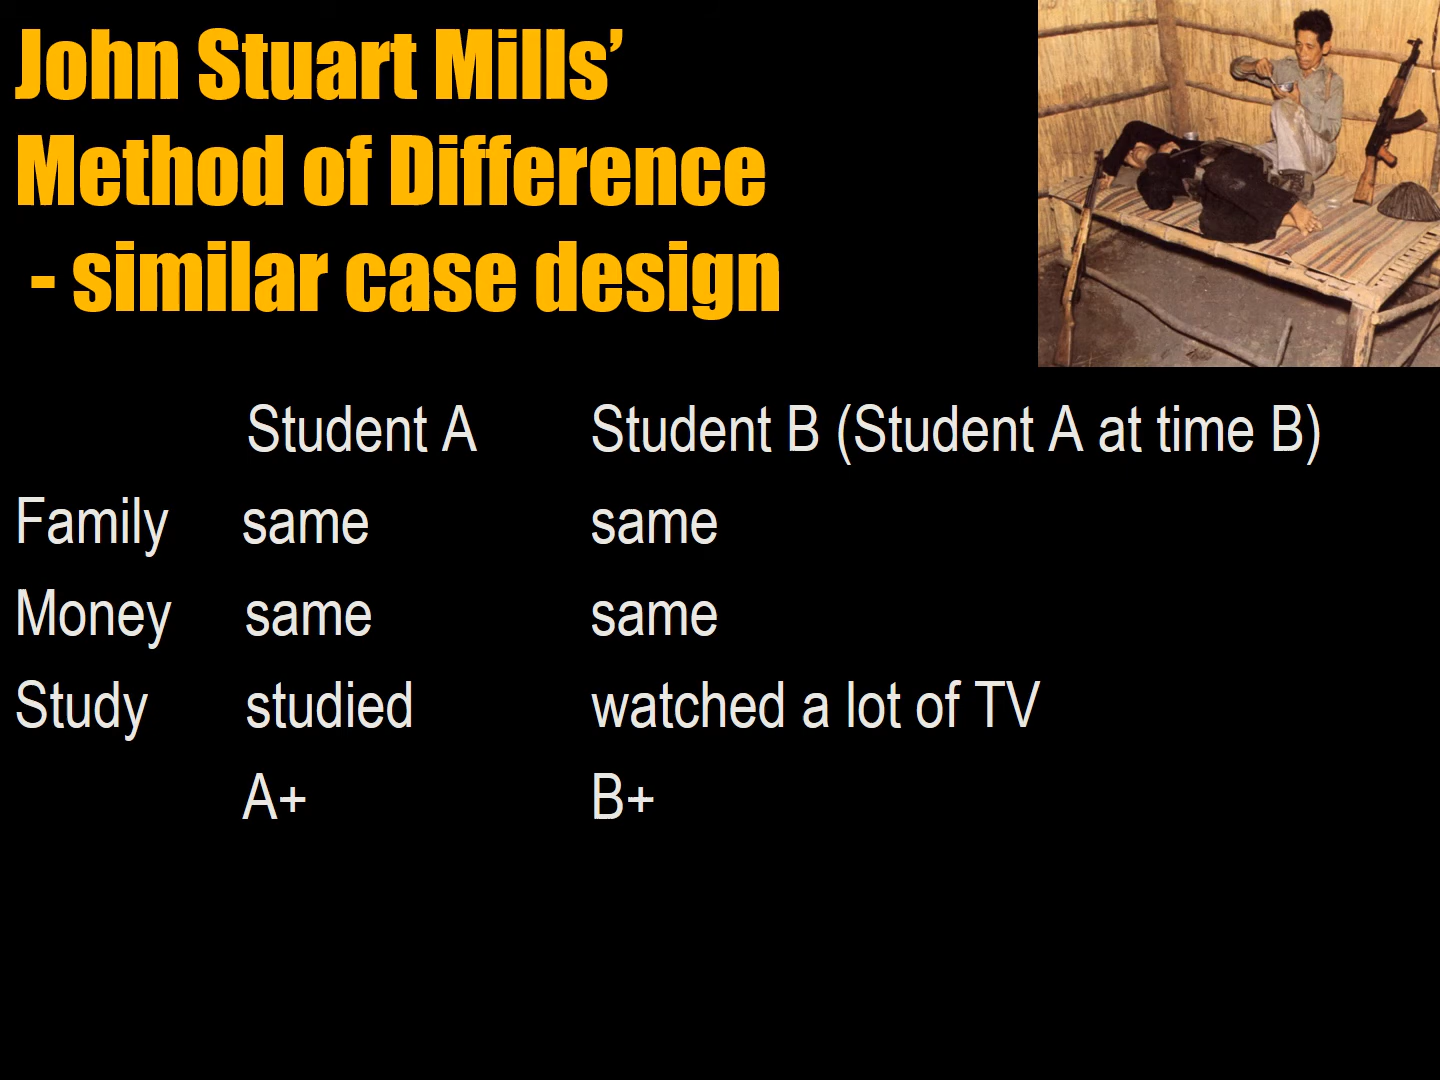 John Stuart Mills’
Method of Difference
- similar case design
Student A Student B (Student A at time B)
Family same same
Money same same
Study studied watched a lot of TV
A+ B+